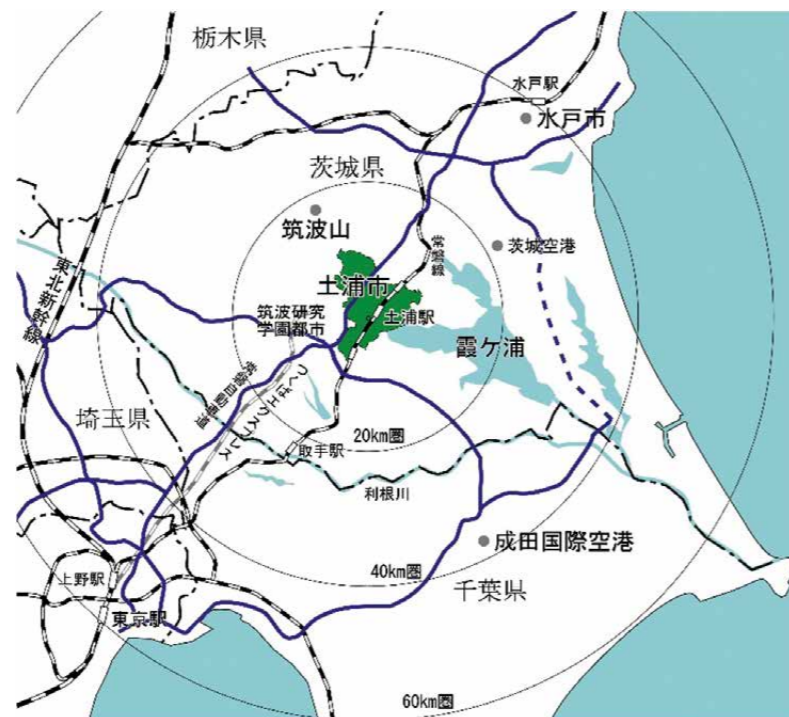 栃木県
水戸駅
水戸市
茨城県
筑波山
常磐線
茨城空港
土浦市
東北新幹線
筑波研究
学園都市
土浦駅
霞ケ浦
常磐自動車道
つくばエクスプレス
埼玉県
20km圏
取手駅
利根川
成田国際空港
40km圏
千葉県
上野駅
東京駅
60km圏